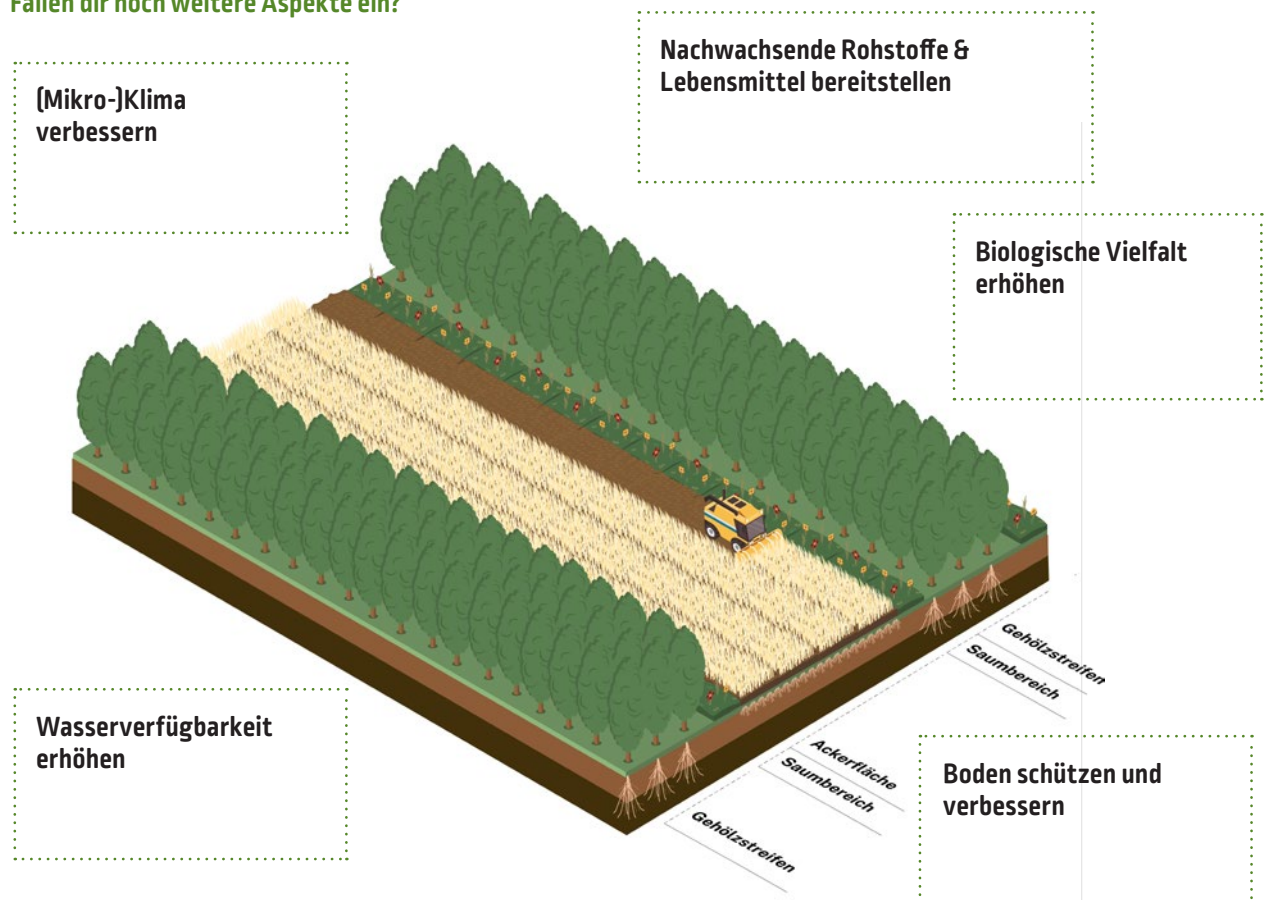 Fallen dir noch weitere Aspekte ein?
Nachwachsende Rohstoffe &
Lebensmittel bereitstellen
(Mikro-)Klima
verbessern
Biologische Vielfalt
erhöhen
Gehölzstreifen
Saumbereich
Wasserverfügbarkeit
erhöhen
Ackerfläche
Saumbereich
Gehölzstreifen
Boden schützen und
verbessern